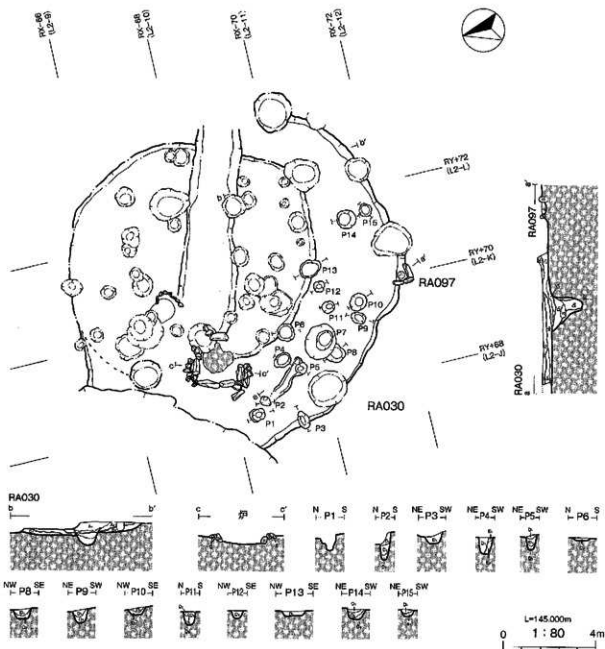 RX-66
(L2-9)
RX-68
(L2-10)
RX-70
(L2-11)
RX-72
(L2-12)
RY+72
(L2-L)
RY+70
(L2-K)
RY+68
(L2-J)
b'
b'
a'
P15
P14
P13
P12
P11
P10
P9
RA097
P6
P7
P8
P4
P5
c
c'
a
P2
P1
P3
RA030
a'
RA097
RA030
a
RA030
b b'
c 炉 c'
N P1 S
N P2 S
NE P3 SW
NE P4 SW
NE P5 SW
N P6 S
NW P8 SE
NE P9 SW
NW P10 SE
N P11 S
NW P12 SE
NW P13 SE
NE P14 SW
NE P15 SW
L=145.000m
0 1:80 4m